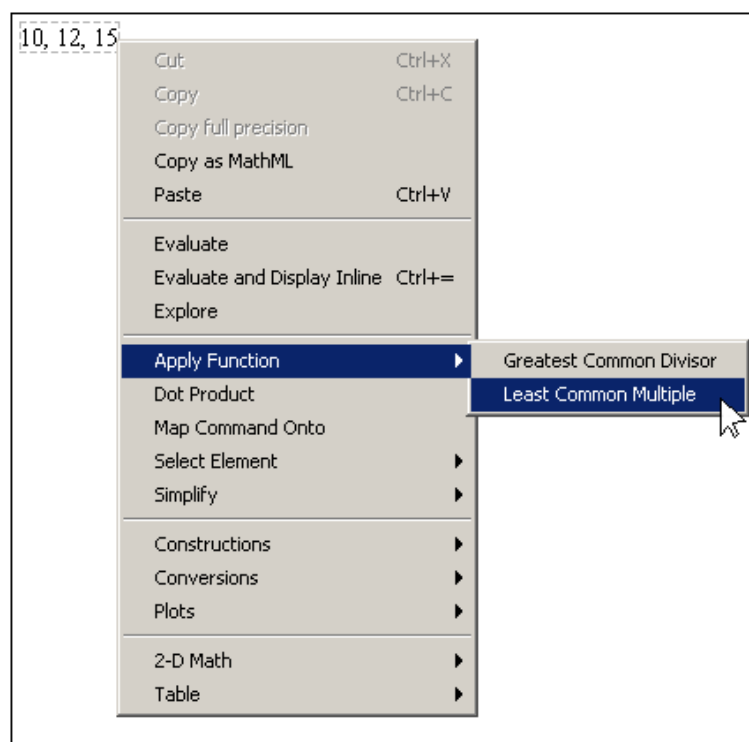 10, 12, 15
Cut Ctrl+X
Copy Ctrl+C
Copy full precision
Copy as MathML
Paste Ctrl+V
Evaluate
Evaluate and Display Inline Ctrl+=
Explore
Apply Function Greatest Common Divisor
Dot Product Least Common Multiple
Map Command Onto
Select Element
Simplify
Constructions
Conversions
Plots
2-D Math
Table